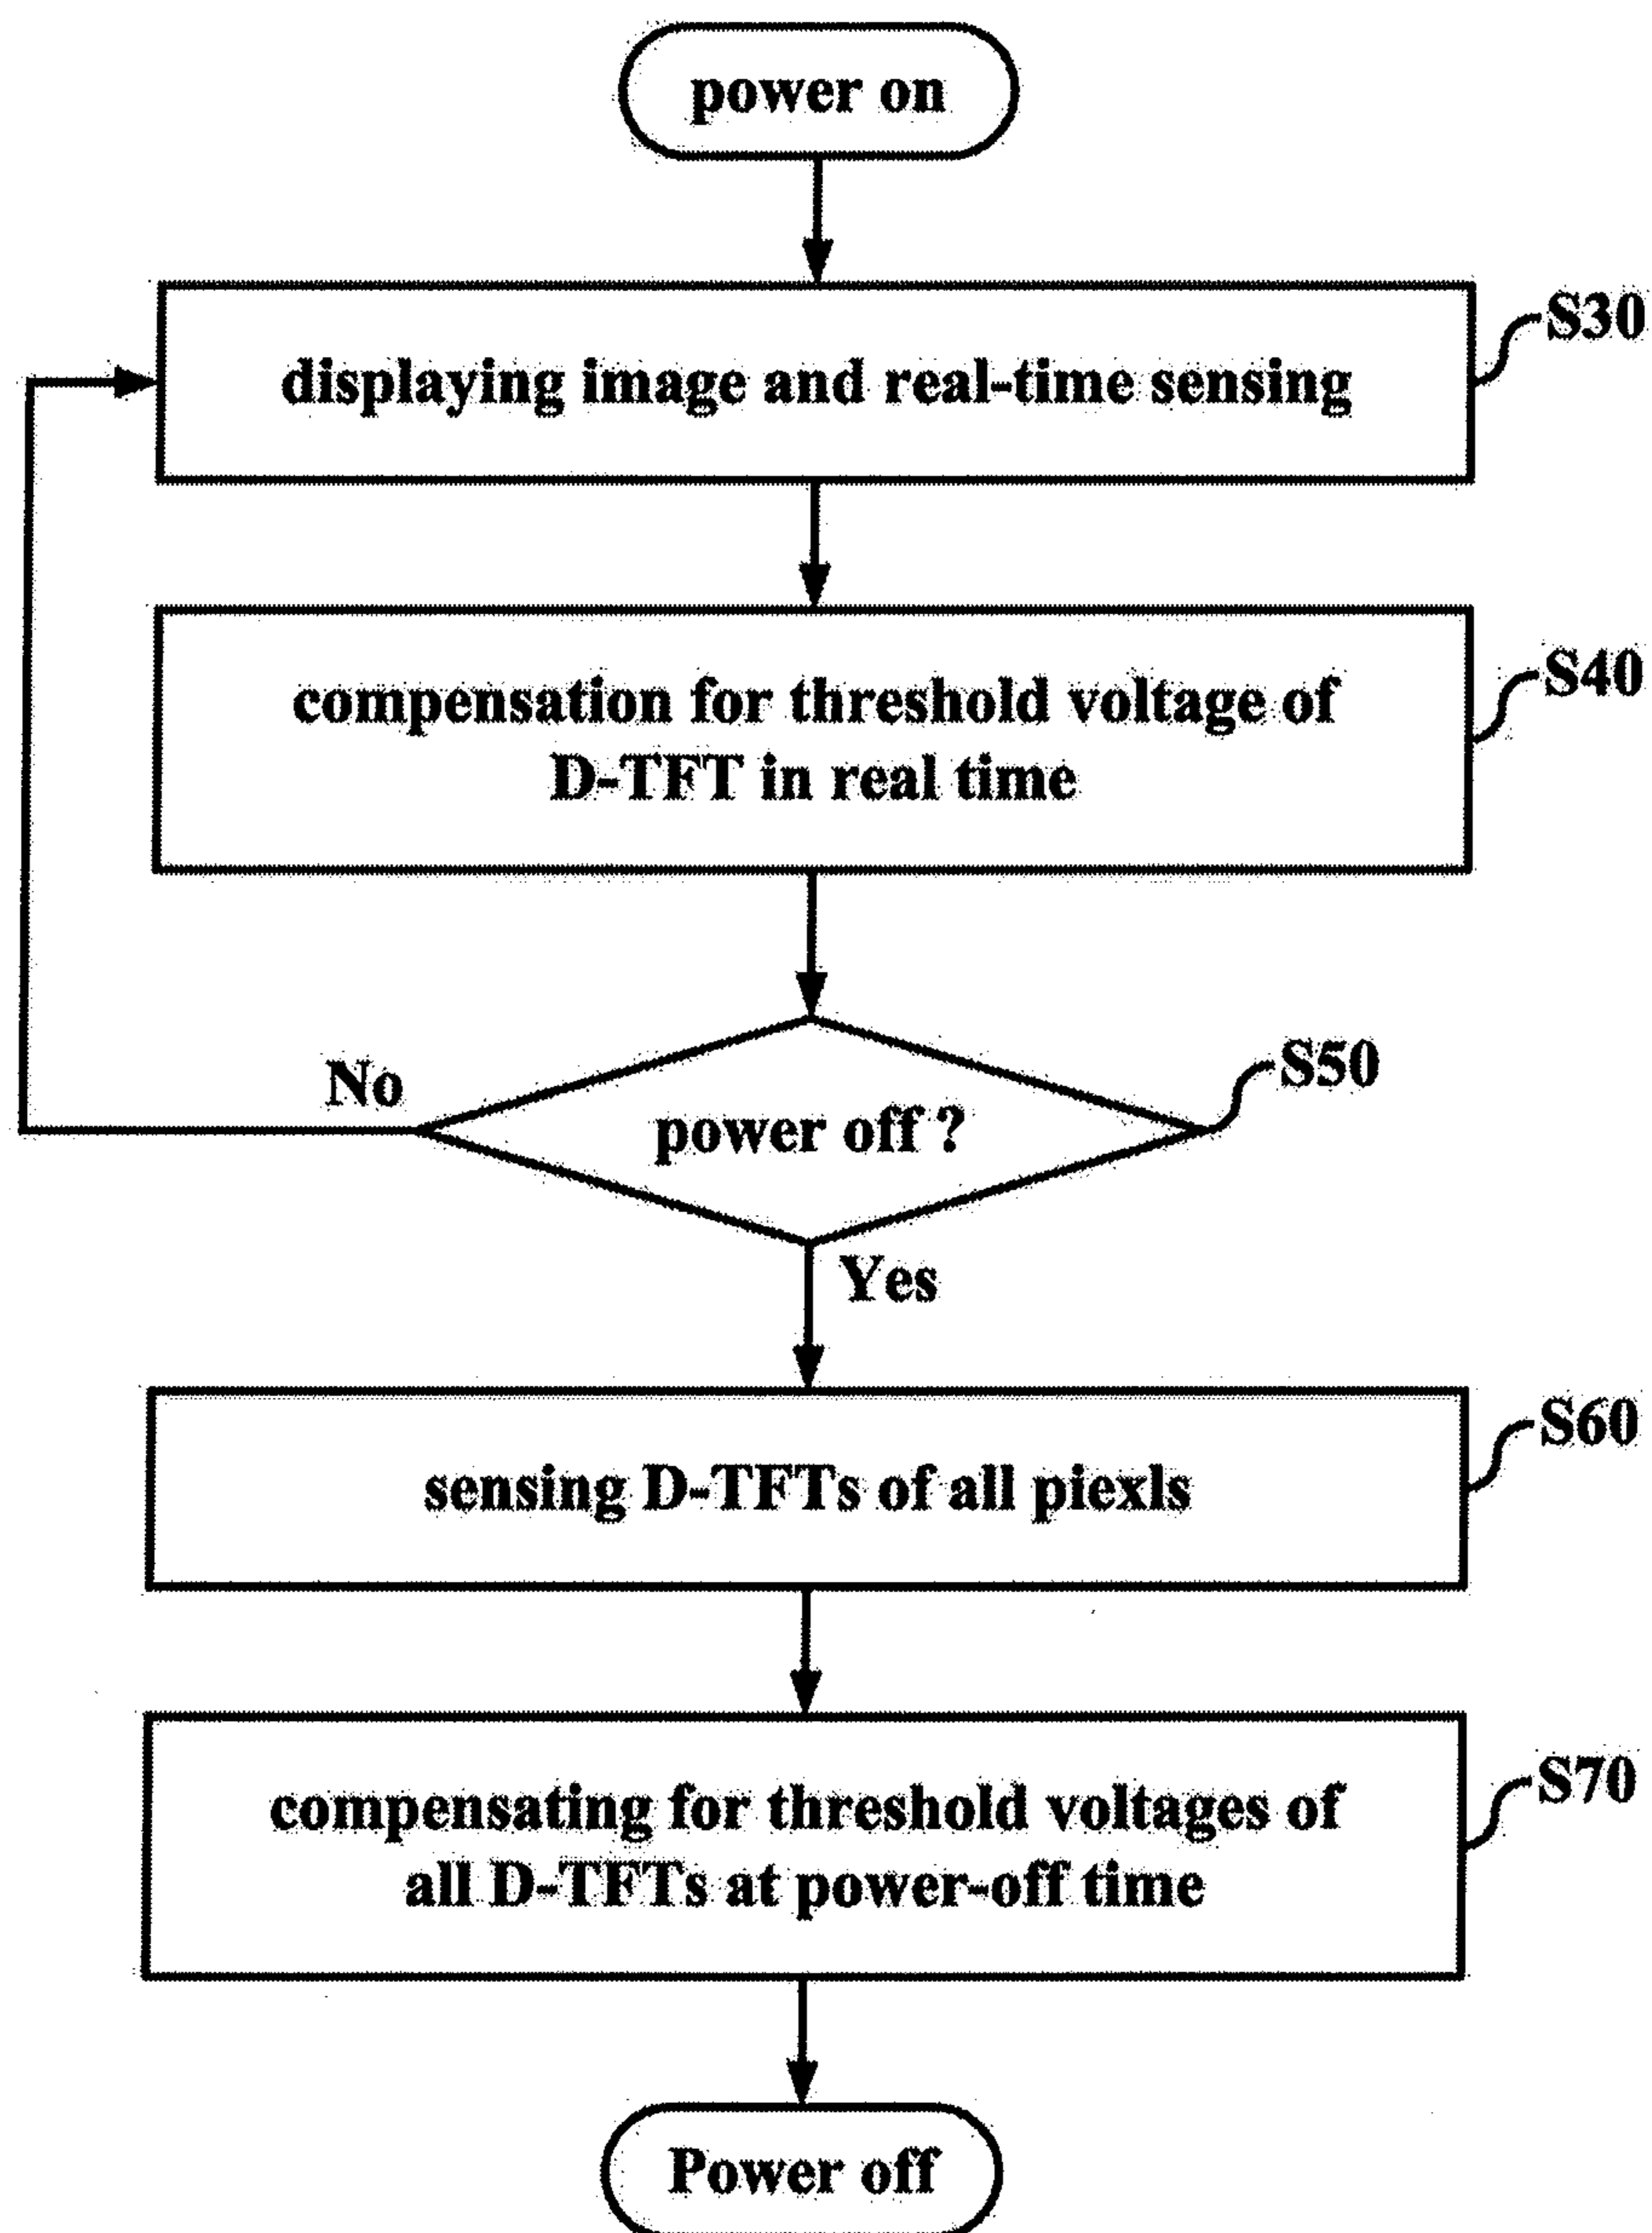 power on
displaying image and real-time sensing
S30
compensation for threshold voltage of
D-TFT in real time
S40
No
power off ?
S50
Yes
sensing D-TFTs of all piexls
S60
compensating for threshold voltages of
all D-TFTs at power-off time
S70
Power off